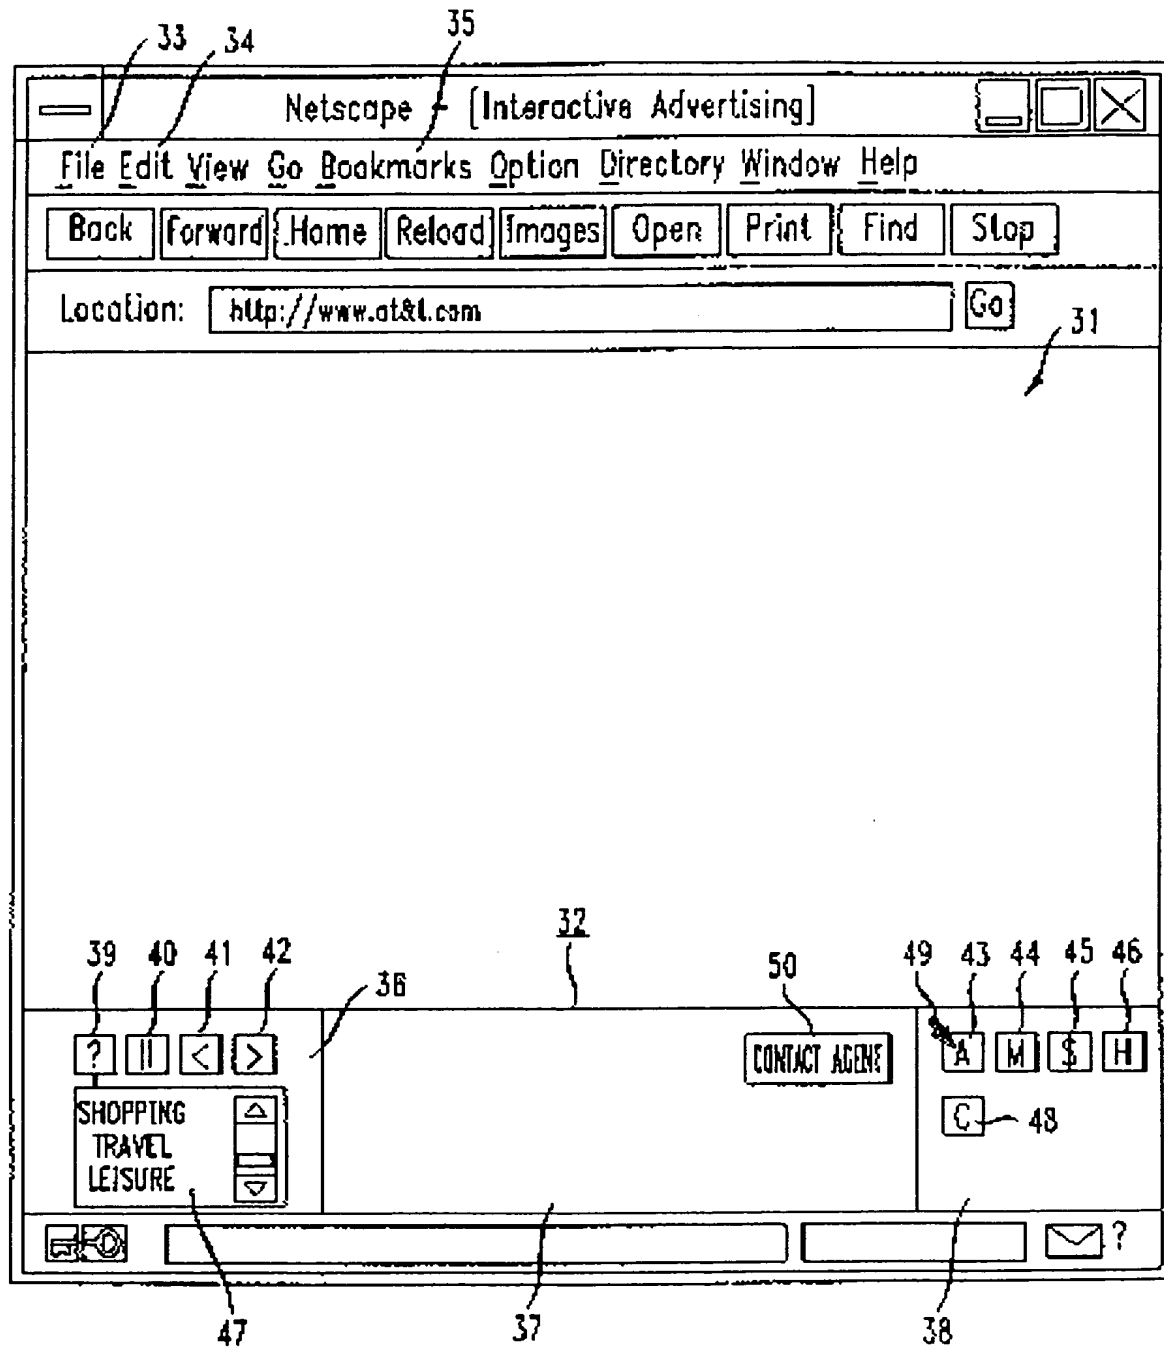 33 34 35
Netscape - [Interactive Advertising]
File Edit View Go Bookmarks Option Directory Window Help
Back Forward Home Reload Images Open Print Find Stop
Location: http://www.at&t.com Go
31
32
39 40 41 42 36 50 49 43 44 45 46
? || < > CONTACT AGENT A M $ H
SHOPPING
TRAVEL
LEISURE
C 48
?
47 37 38